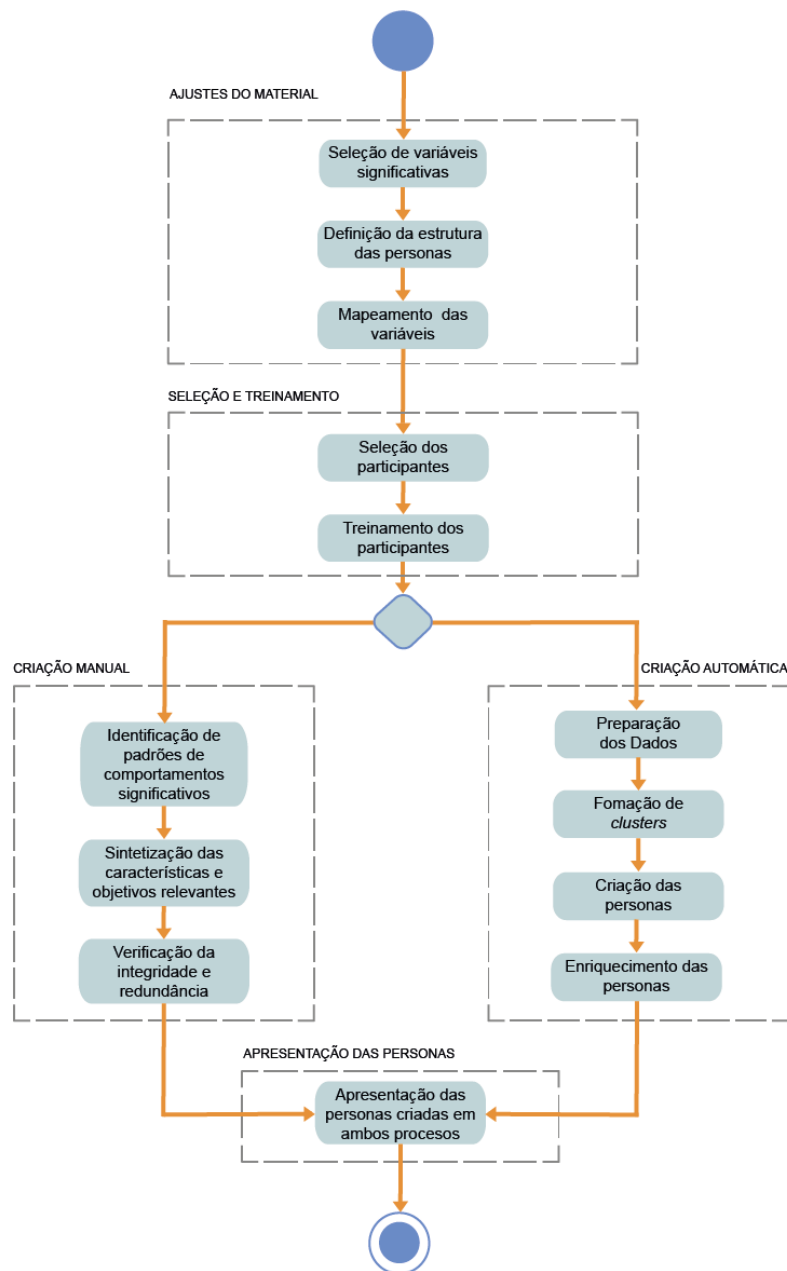 AJUSTES DO MATERIAL
Seleção de variáveis
significativas
Definição da estrutura
das personas
Mapeamento das
variáveis
SELEÇÃO E TREINAMENTO
Seleção dos
participantes
Treinamento dos
participantes
CRIAÇÃO MANUAL
Identificação de
padrões de
comportamentos
significativos
Sintetização das
características e
objetivos relevantes
Verificação da
integridade e
redundância
CRIAÇÃO AUTOMÁTICA
Preparação
dos Dados
Fomação de
clusters
Criação das
personas
Enriquecimento das
personas
APRESENTAÇÃO DAS PERSONAS
Apresentação das
personas criadas em
ambos procesos